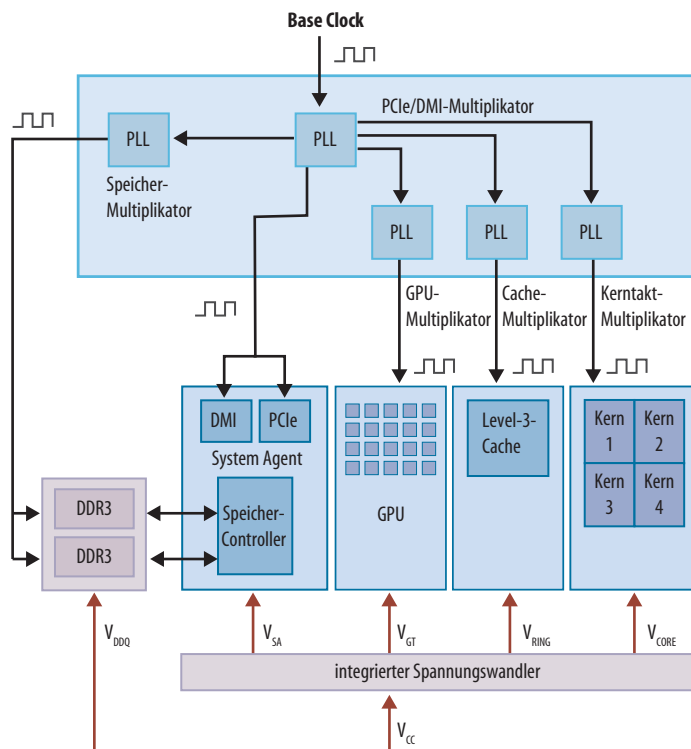 Base Clock
PCIe/DMI-Multiplikator
PLL
PLL
Speicher-
Multiplikator
PLL
PLL
PLL
GPU-
Multiplikator
Cache-
Multiplikator
Kerntakt-
Multiplikator
DMI
PCIe
System Agent
Speicher-
Controller
GPU
Level-3-
Cache
Kern
1
Kern
2
Kern
3
Kern
4
DDR3
DDR3
VDDQ
VSA
VGT
VRING
VCORE
integrierter Spannungswandler
VCC